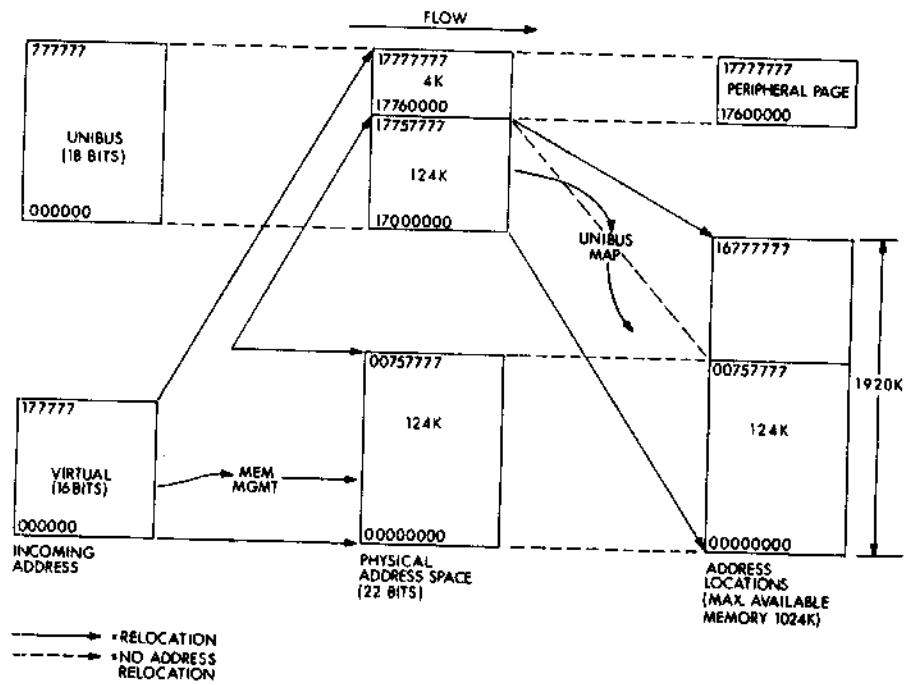 FLOW
777777
UNIBUS
(18 BITS)
000000
17777777
4K
17760000
17757777
124K
17000000
17777777
PERIPHERAL PAGE
17600000
UNIBUS
MAP
16777777
1920K
00757777
124K
00000000
00757777
124K
00000000
177777
VIRTUAL
(16BITS)
000000
MEM
MGMT
INCOMING
ADDRESS
PHYSICAL
ADDRESS SPACE
(22 BITS)
ADDRESS
LOCATIONS
(MAX. AVAILABLE
MEMORY 1024K)
=RELOCATION
=NO ADDRESS
RELOCATION